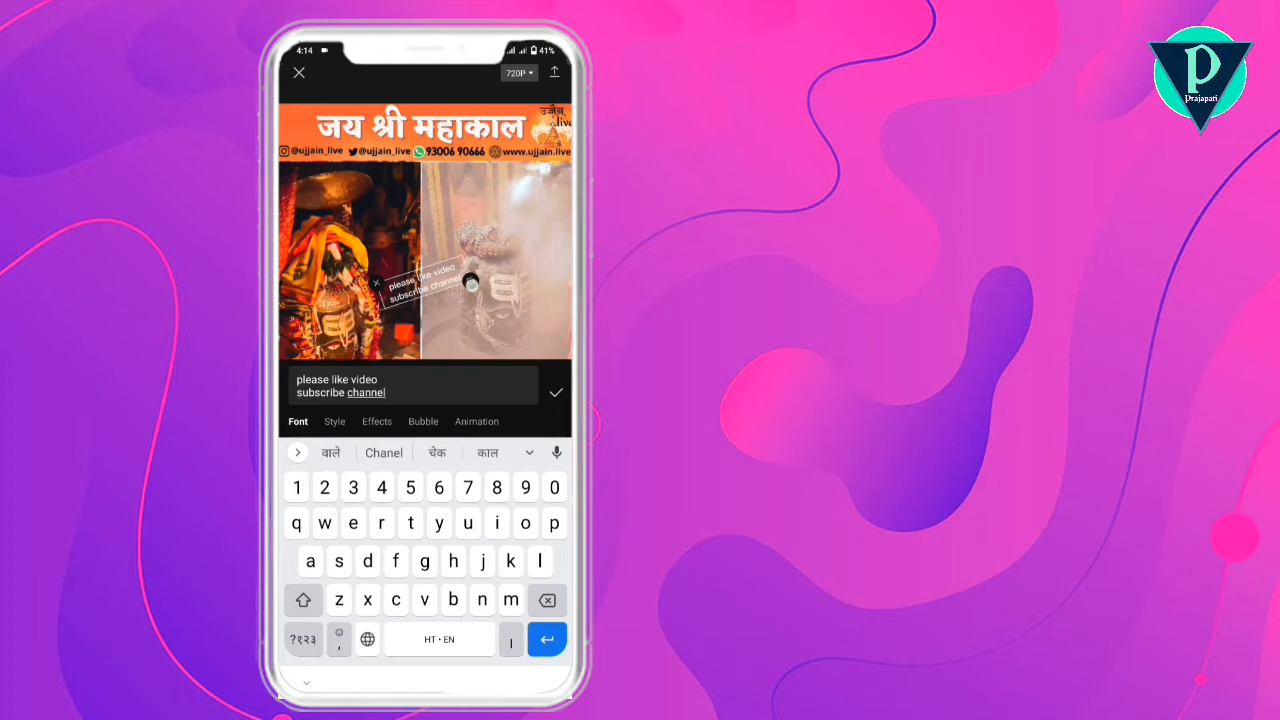 4:14
41%
720P
P
Prajapati
जय श्री महाकाल
उज्जैन
.live
@ujjain_live @ujjain_live 93006 90666 www.ujjain.live
please like video
subscribe channel
please like video
subscribe channel
Font Style Effects Bubble Animation
वाले Chanel चेक काल
1 2 3 4 5 6 7 8 9 0
q w e r t y u i o p
a s d f g h j k l
z x c v b n m
?१२३ , HT • EN ।